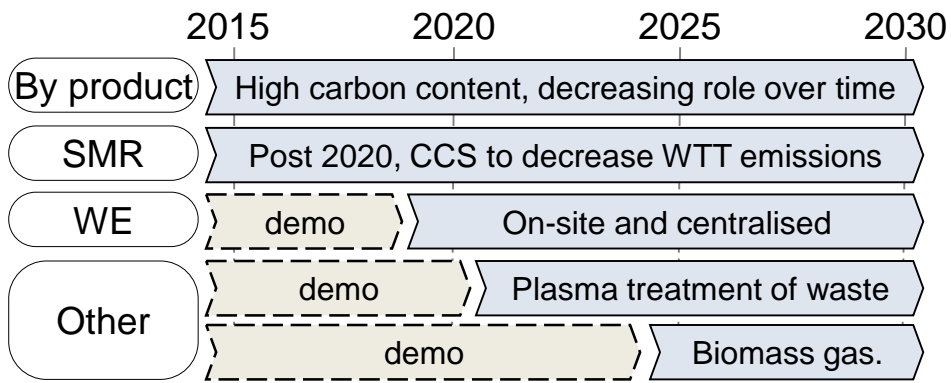 2015 2020 2025 2030
By product High carbon content, decreasing role over time
SMR Post 2020, CCS to decrease WTT emissions
WE demo On-site and centralised
Other
demo Plasma treatment of waste
demo Biomass gas.